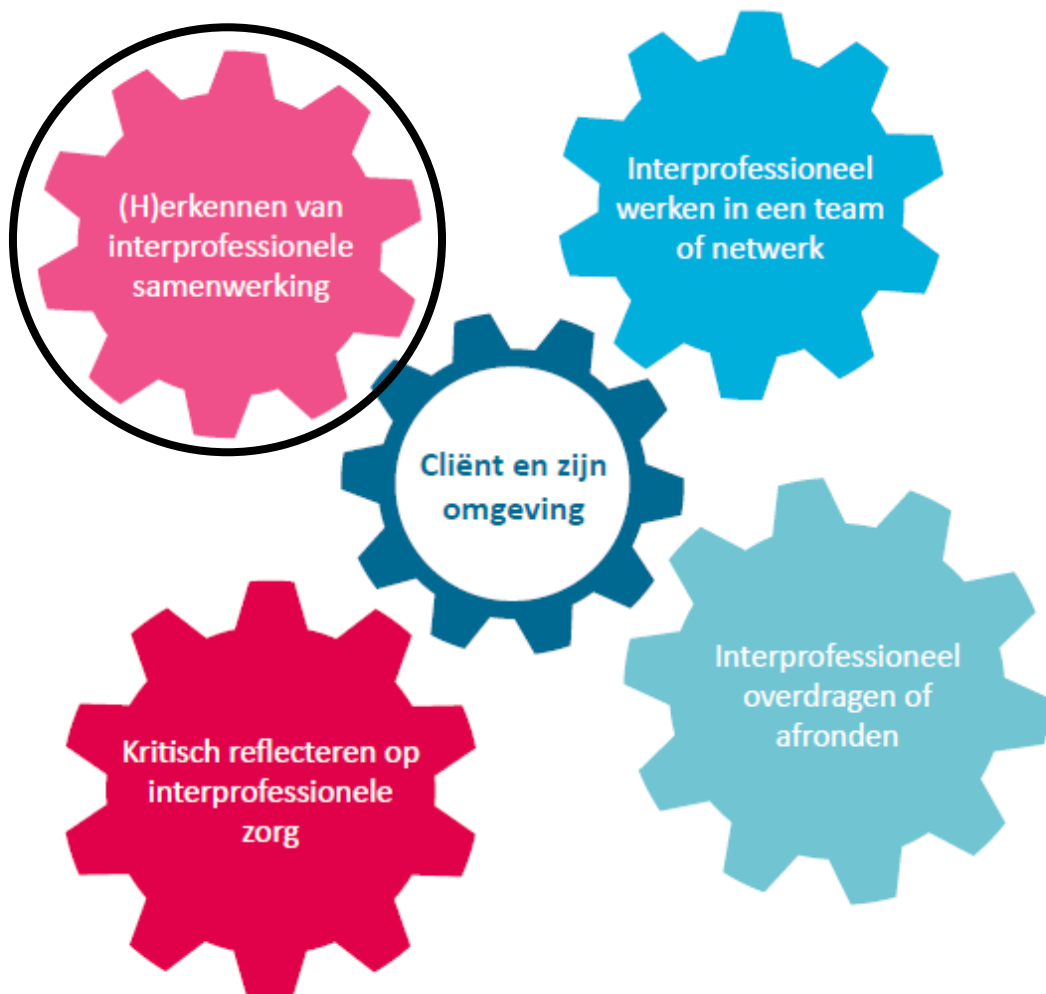 (H)erkennen van
interprofessionele
samenwerking
Interprofessioneel
werken in een team
of netwerk
Cliënt en zijn
omgeving
Interprofessioneel
overdragen of
afronden
Kritisch reflecteren op
interprofessionele
zorg